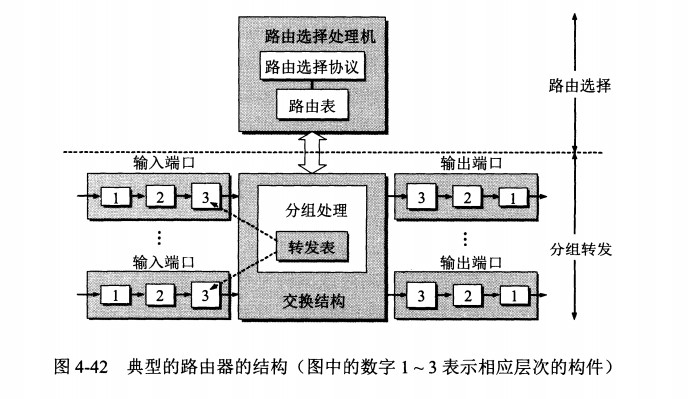 路由选择处理机
路由选择协议
路由表
路由选择
输入端口
输出端口
1 2 3
3 2 1
分组处理
转发表
⋮
⋮
分组转发
输入端口
输出端口
1 2 3
3 2 1
交换结构
图 4-42 典型的路由器的结构（图中的数字 1 ~ 3 表示相应层次的构件）